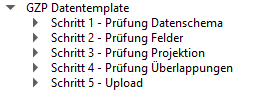 GZP Datentemplate
Schritt 1 - Prüfung Datenschema
Schritt 2 - Prüfung Felder
Schritt 3 - Prüfung Projektion
Schritt 4 - Prüfung Überlappungen
Schritt 5 - Upload